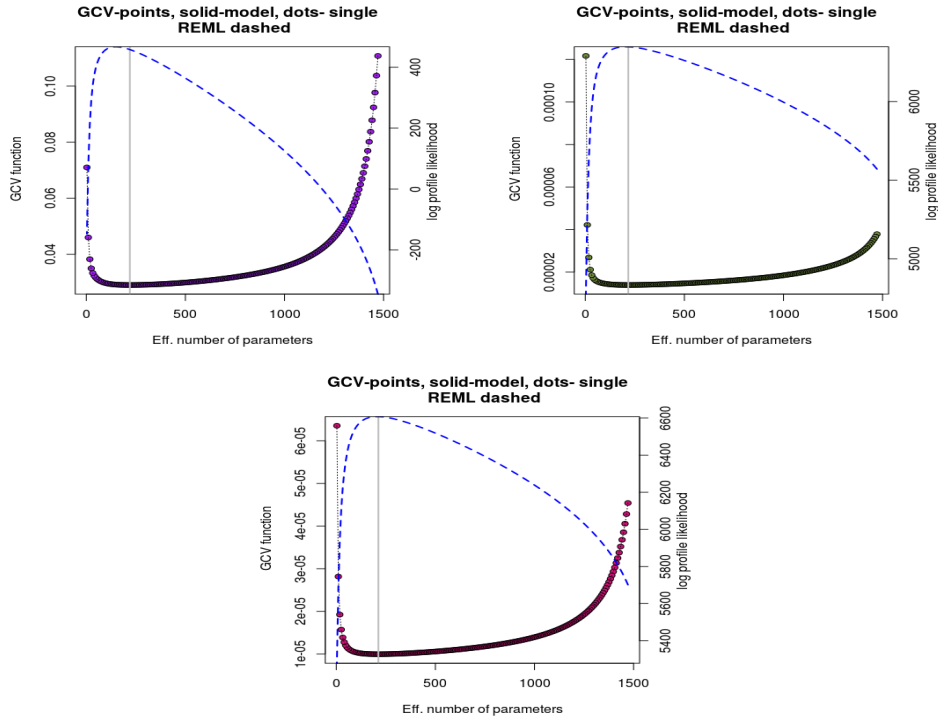 GCV-points, solid-model, dots- single
REML dashed
GCV function
0.04
0.06
0.08
0.10
log profile likelihood
-200
0
200
400
0
500
1000
1500
Eff. number of parameters
GCV-points, solid-model, dots- single
REML dashed
GCV function
0.00002
0.00006
0.00010
log profile likelihood
5000
5500
6000
0
500
1000
1500
Eff. number of parameters
GCV-points, solid-model, dots- single
REML dashed
GCV function
1e-05
2e-05
3e-05
4e-05
5e-05
6e-05
log profile likelihood
5400
5600
5800
6000
6200
6400
6600
0
500
1000
1500
Eff. number of parameters